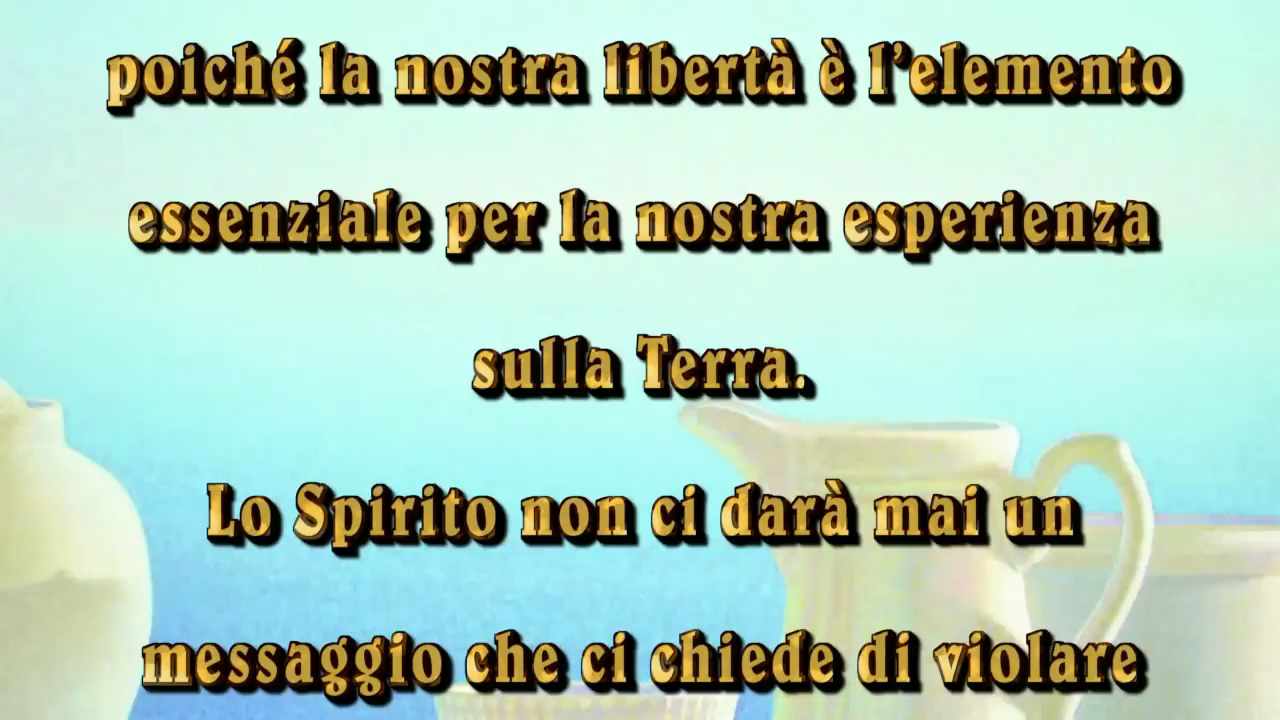 poiché la nostra libertà è l’elemento
essenziale per la nostra esperienza
sulla Terra.
Lo Spirito non ci darà mai un
messaggio che ci chiede di violare